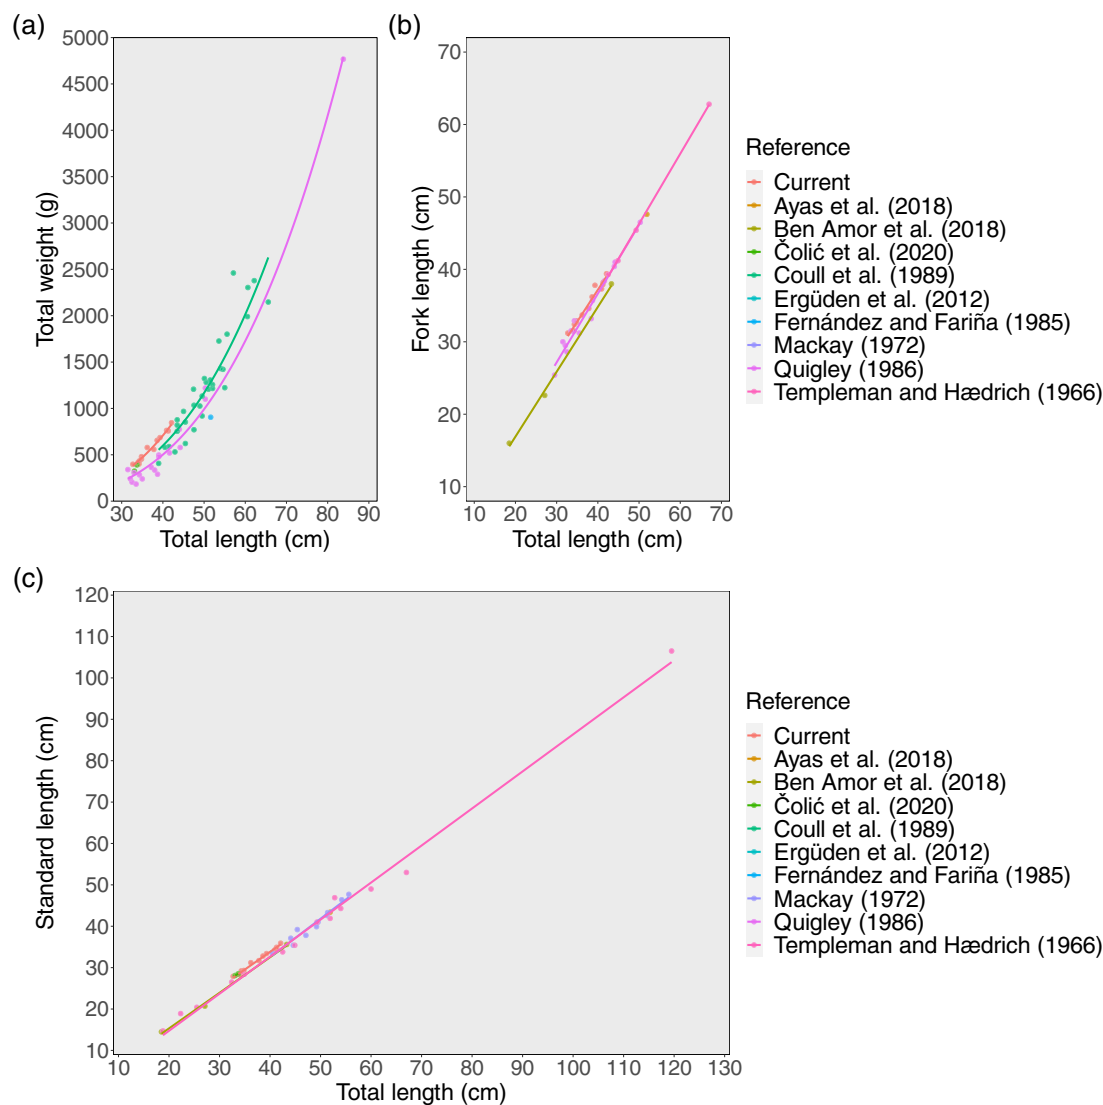 (a)
(b)
5000
4500
4000
3500
3000
2500
2000
1500
1000
500
0
Total weight (g)
30 40 50 60 70 80 90
Total length (cm)
70
60
50
40
30
20
10
Fork length (cm)
10 20 30 40 50 60 70
Total length (cm)
Reference
Current
Ayas et al. (2018)
Ben Amor et al. (2018)
Čolić et al. (2020)
Coull et al. (1989)
Ergüden et al. (2012)
Fernández and Fariña (1985)
Mackay (1972)
Quigley (1986)
Templeman and Hædrich (1966)
(c)
120
110
100
90
80
70
60
50
40
30
20
10
Standard length (cm)
10 20 30 40 50 60 70 80 90 100 110 120 130
Total length (cm)
Reference
Current
Ayas et al. (2018)
Ben Amor et al. (2018)
Čolić et al. (2020)
Coull et al. (1989)
Ergüden et al. (2012)
Fernández and Fariña (1985)
Mackay (1972)
Quigley (1986)
Templeman and Hædrich (1966)